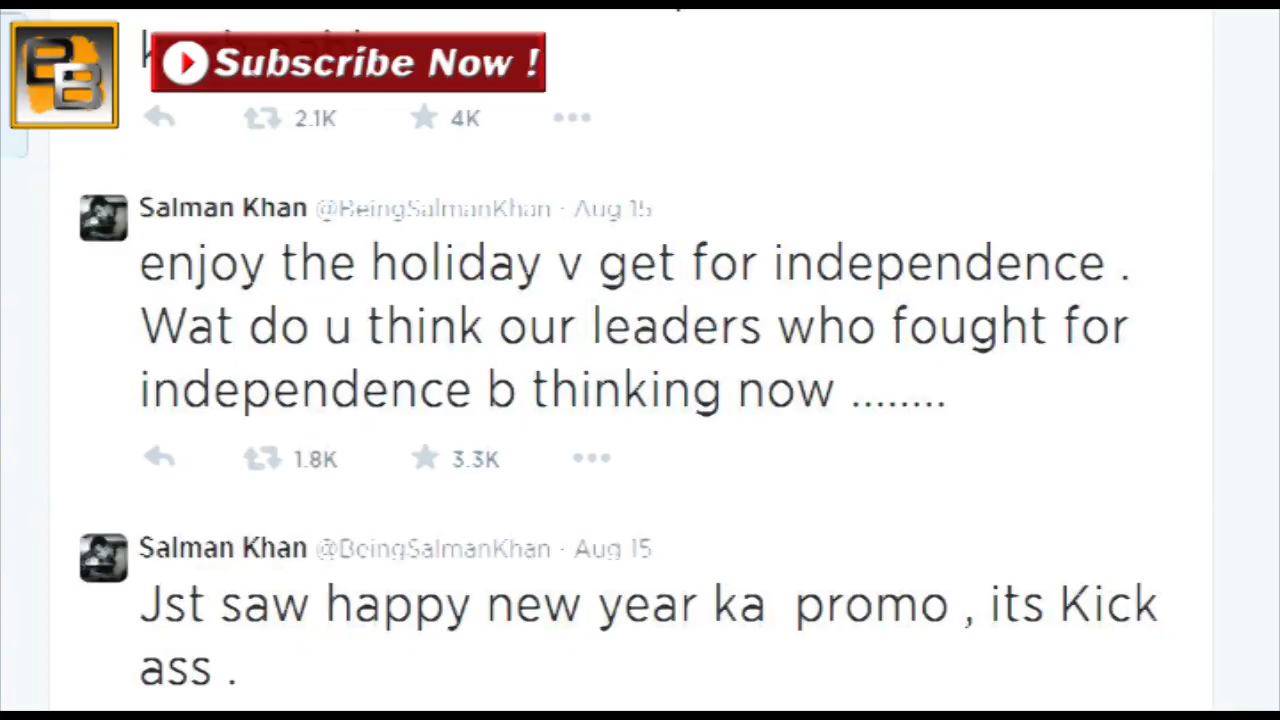 PB
Subscribe Now !
2.1K 4K
Salman Khan @BeingSalmanKhan · Aug 15
enjoy the holiday v get for independence .
Wat do u think our leaders who fought for
independence b thinking now ........
1.8K 3.3K
Salman Khan @BeingSalmanKhan · Aug 15
Jst saw happy new year ka promo , its Kick
ass .